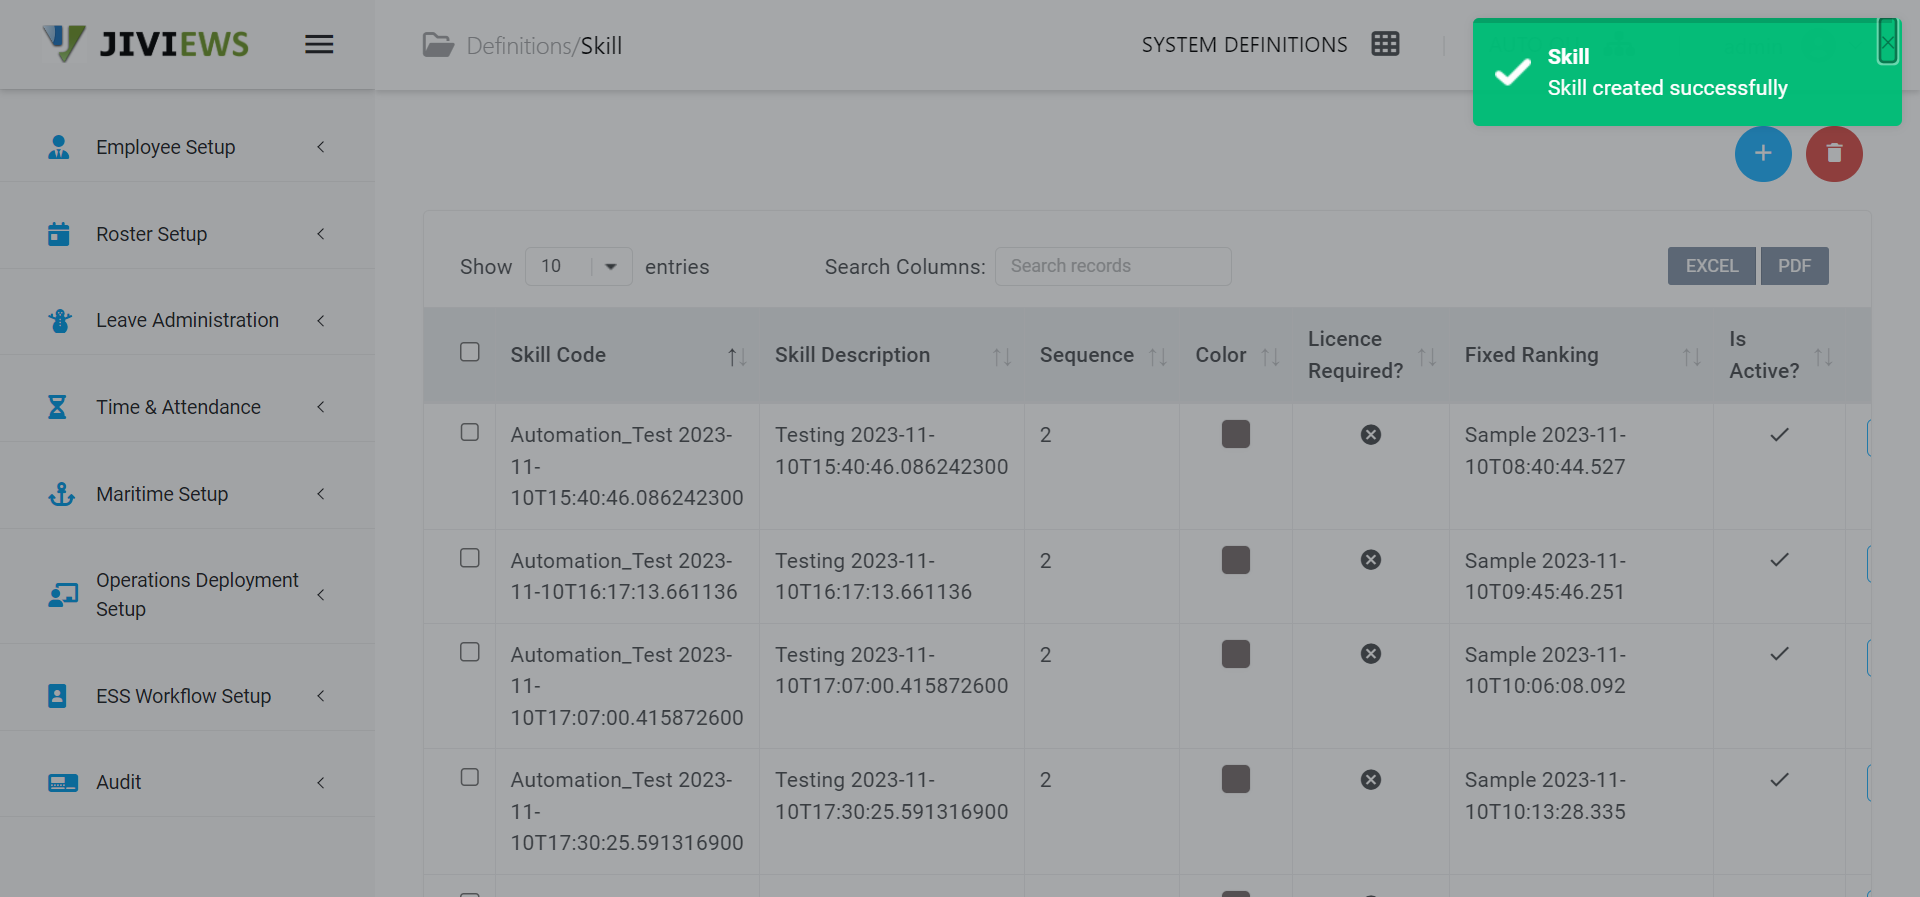 JIVIEWS
Definitions/Skill
SYSTEM DEFINITIONS
Skill
Skill created successfully
Employee Setup
Roster Setup
Leave Administration
Time & Attendance
Maritime Setup
Operations Deployment
Setup
ESS Workflow Setup
Audit
Show 10 entries
Search Columns: Search records
EXCEL PDF
Skill Code Skill Description Sequence Color Licence Required? Fixed Ranking Is Active?
Automation_Test 2023- Testing 2023-11- 2 Sample 2023-11-
11- 10T15:40:46.086242300 10T08:40:44.527
10T15:40:46.086242300
Automation_Test 2023- Testing 2023-11- 2 Sample 2023-11-
11-10T16:17:13.661136 10T16:17:13.661136 10T09:45:46.251
Automation_Test 2023- Testing 2023-11- 2 Sample 2023-11-
11- 10T17:07:00.415872600 10T10:06:08.092
10T17:07:00.415872600
Automation_Test 2023- Testing 2023-11- 2 Sample 2023-11-
11- 10T17:30:25.591316900 10T10:13:28.335
10T17:30:25.591316900